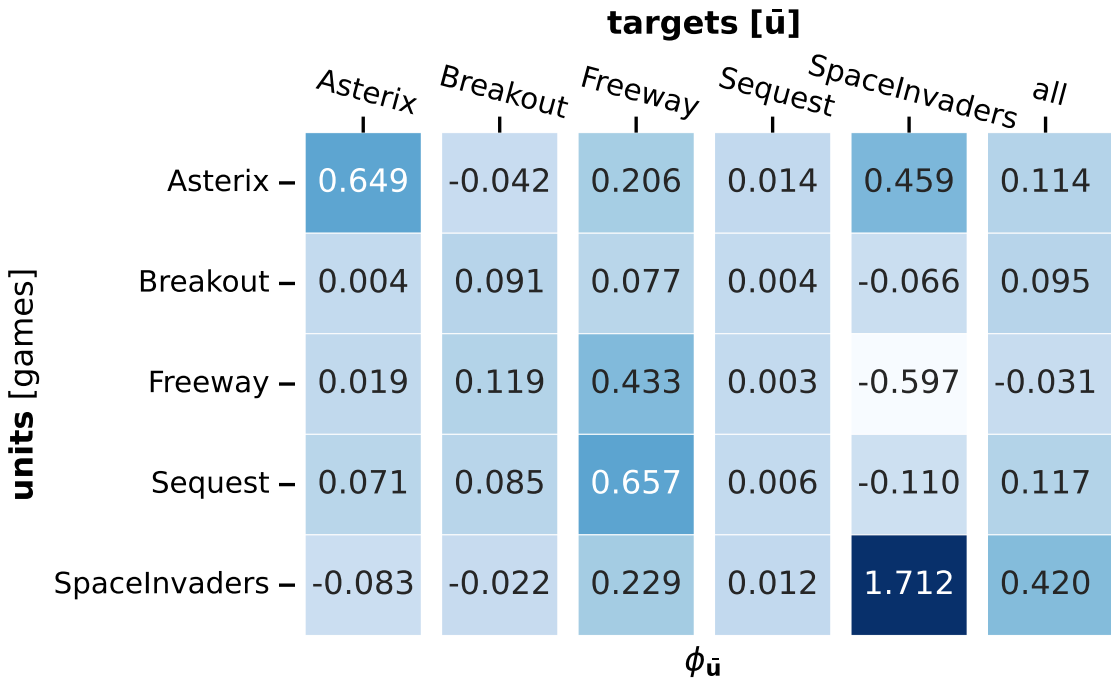 targets [ū]
Asterix Breakout Freeway Sequest SpaceInvaders all
units [games]
Asterix 0.649 -0.042 0.206 0.014 0.459 0.114
Breakout 0.004 0.091 0.077 0.004 -0.066 0.095
Freeway 0.019 0.119 0.433 0.003 -0.597 -0.031
Sequest 0.071 0.085 0.657 0.006 -0.110 0.117
SpaceInvaders -0.083 -0.022 0.229 0.012 1.712 0.420
ϕū